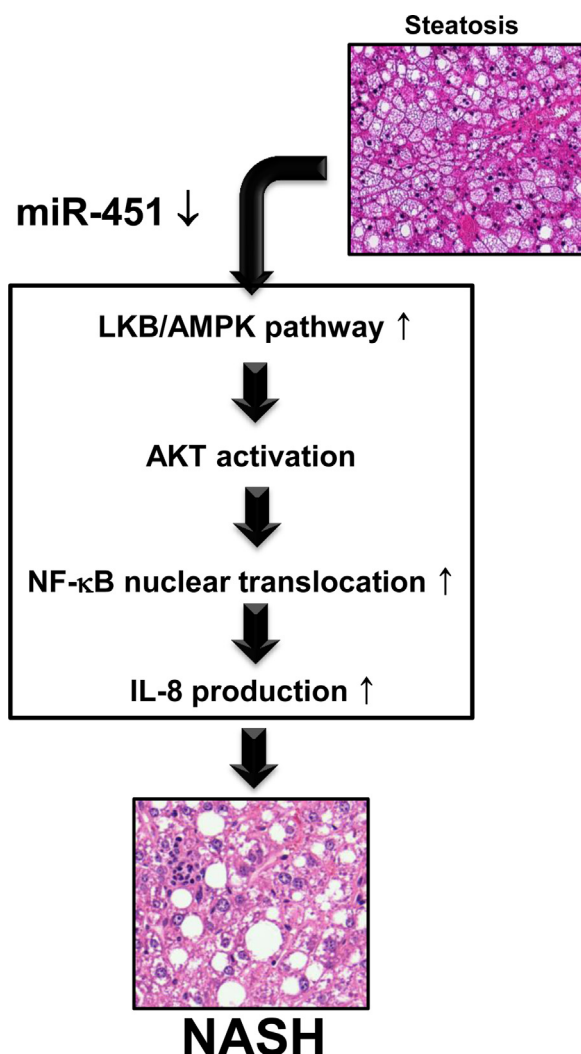 Steatosis
miR-451 ↓
LKB/AMPK pathway ↑
AKT activation
NF-κB nuclear translocation ↑
IL-8 production ↑
NASH